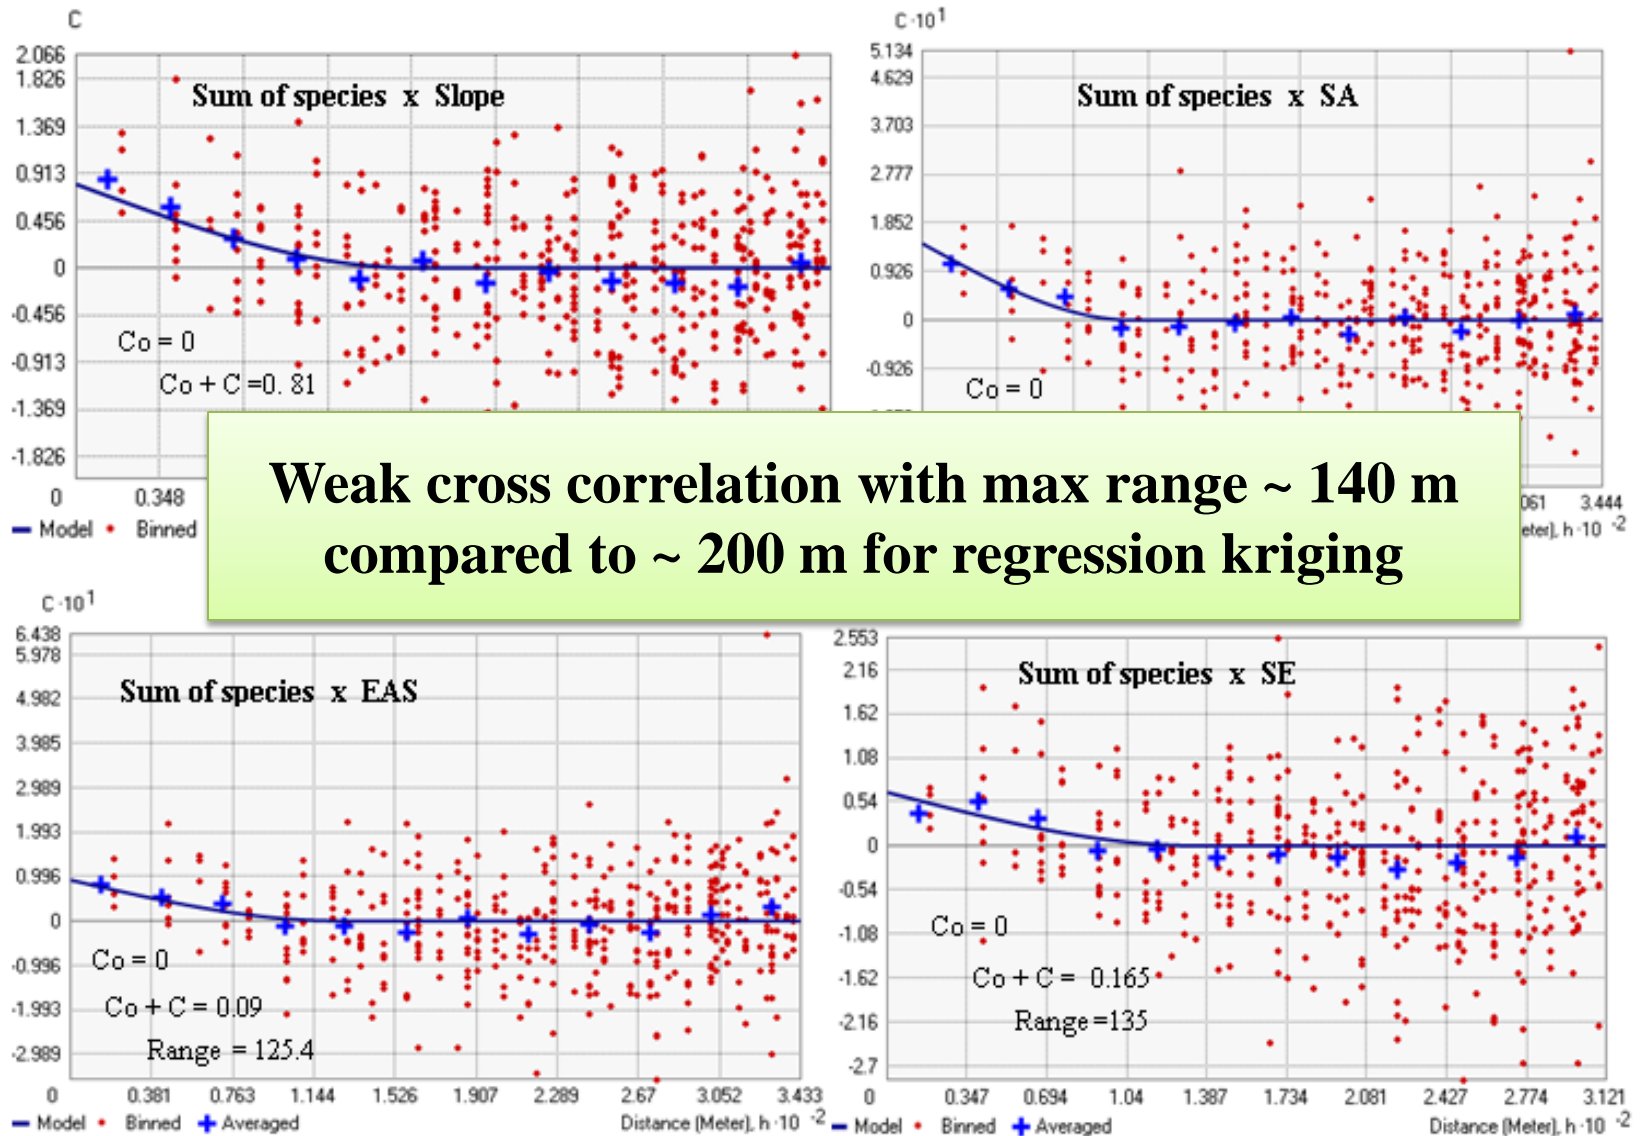 C
2.066
1.826
1.369
0.913
0.456
0
-0.456
-0.913
-1.369
-1.826
Sum of species x Slope
Co = 0
Co + C =0. 81
0 0.348
Model Binned
C·10 1
5.134
4.629
3.703
2.777
1.852
0.926
0
-0.926
Sum of species x SA
Co = 0
061 3.444
eter), h·10 -2
Weak cross correlation with max range ~ 140 m
compared to ~ 200 m for regression kriging
C·10 1
6.438
5.978
4.982
3.985
2.989
1.993
0.996
0
-0.996
-1.993
-2.989
Sum of species x EAS
Co = 0
Co + C = 0.09
Range = 125.4
0 0.381 0.763 1.144 1.526 1.907 2.289 2.67 3.052 3.433
Model Binned Averaged Distance (Meter), h·10 -2
2.553
2.16
1.62
1.08
0.54
0
-0.54
-1.08
-1.62
-2.16
-2.7
Sum of species x SE
Co = 0
Co + C = 0.165
Range =135
0 0.347 0.694 1.04 1.387 1.734 2.081 2.427 2.774 3.121
Model Binned Averaged Distance (Meter), h·10 -2